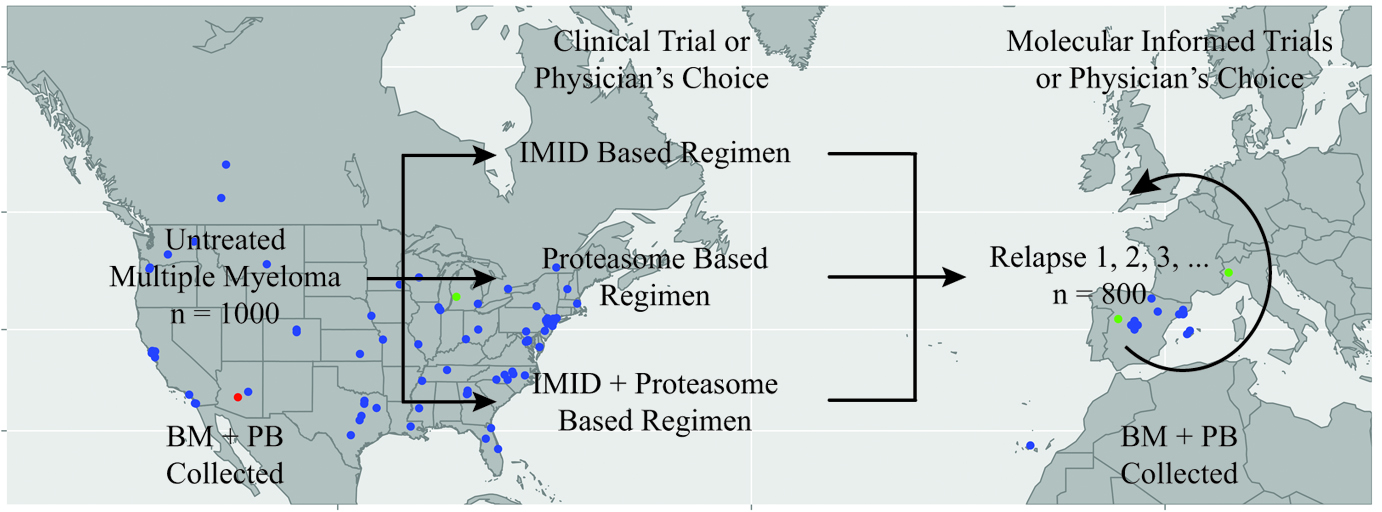 Clinical Trial or
Physician's Choice
Molecular Informed Trials
or Physician's Choice
IMID Based Regimen
Untreated
Multiple Myeloma
n = 1000
Proteasome Based
Regimen
Relapse 1, 2, 3, ...
n = 800
IMID + Proteasome
Based Regimen
BM + PB
Collected
BM + PB
Collected